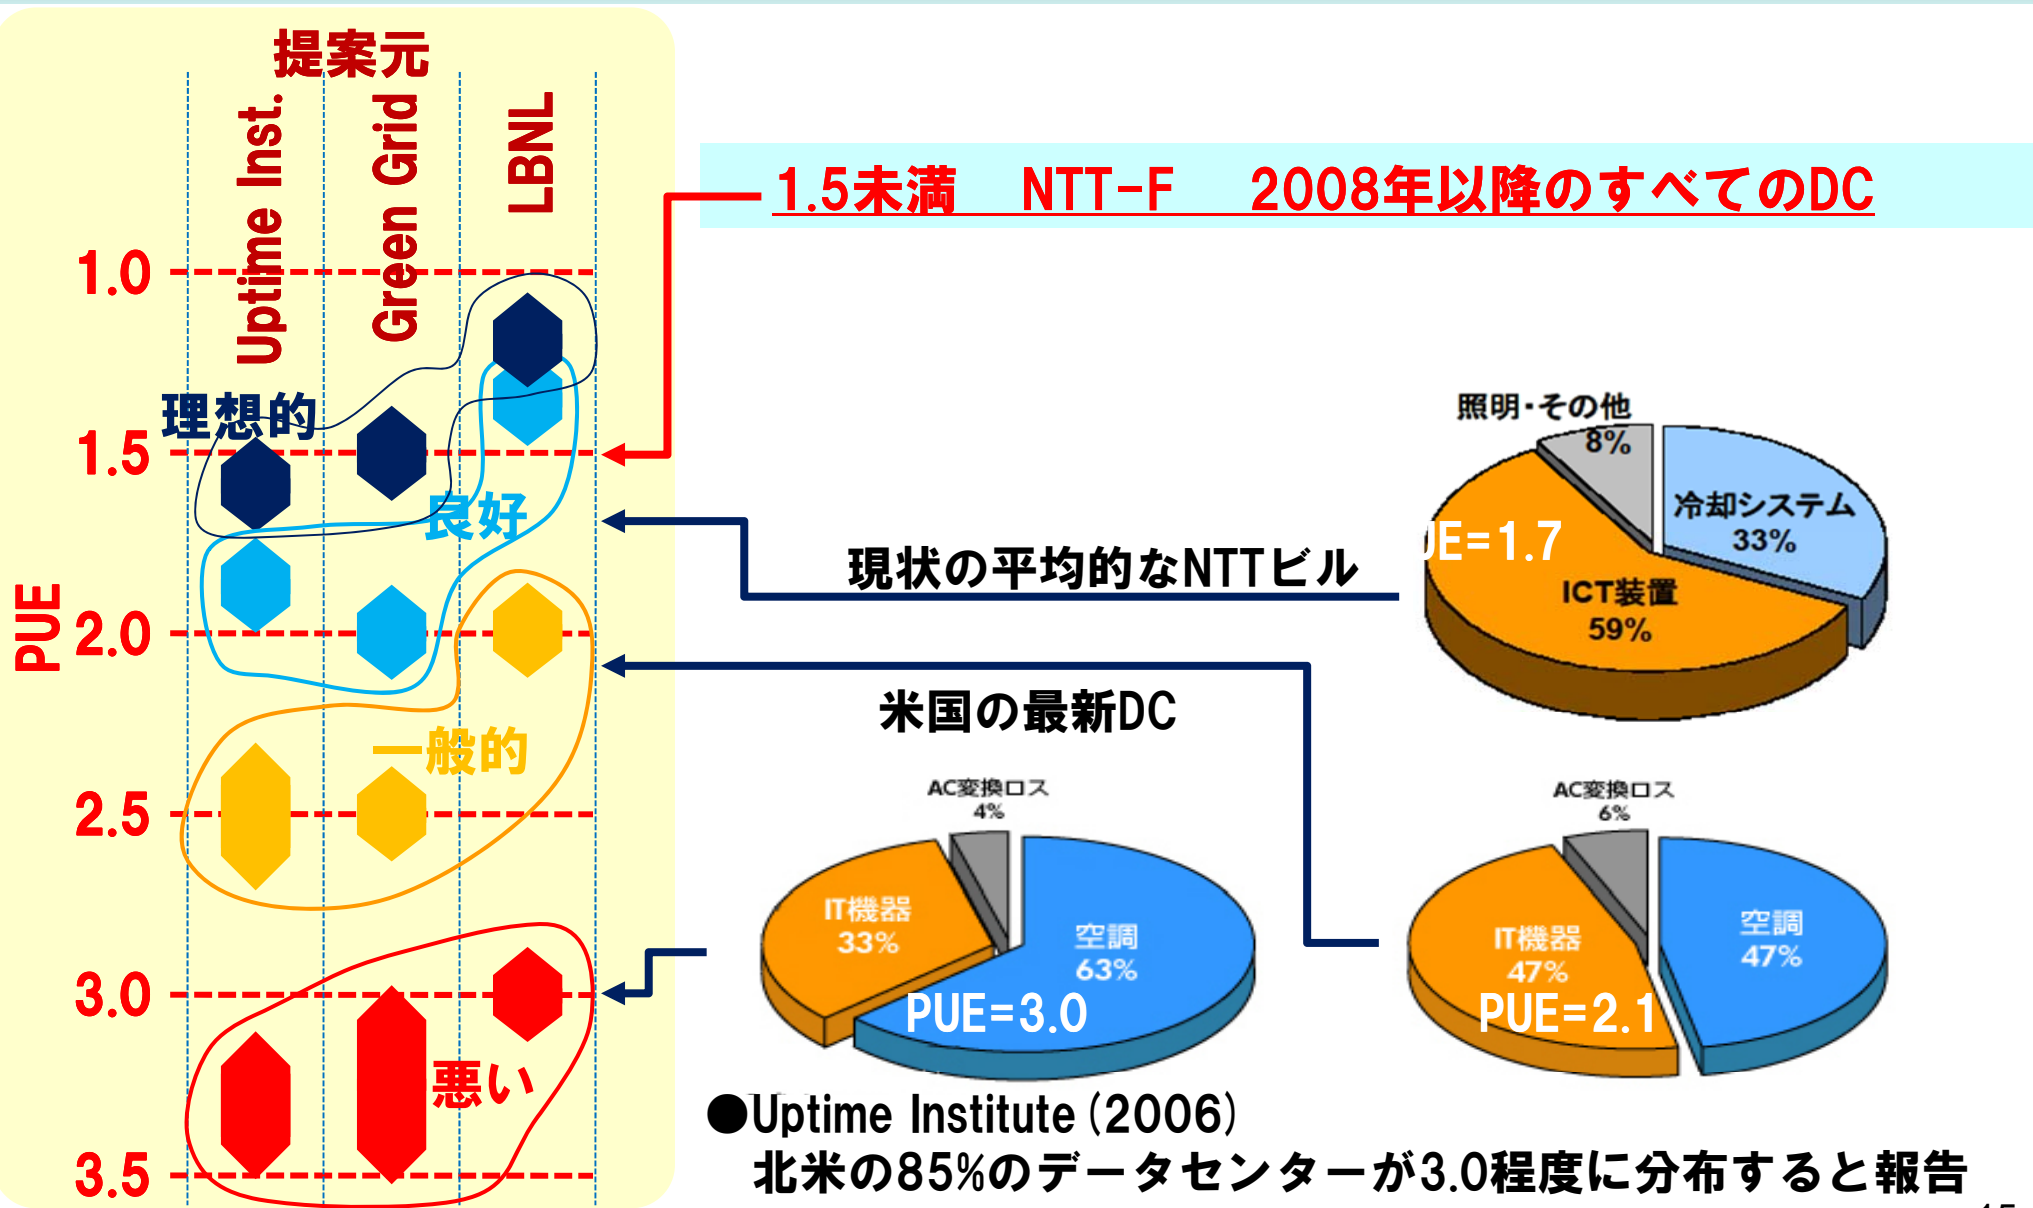 提案元
Uptime Inst.
Green Grid
LBNL
1.5未満 NTT-F 2008年以降のすべてのDC
1.0
理想的
1.5
良好
PUE
2.0
一般的
2.5
3.0
悪い
3.5
現状の平均的なNTTビル
照明・その他
8%
冷却システム
33%
UE=1.7
ICT装置
59%
米国の最新DC
AC変換ロス
4%
IT機器
33%
空調
63%
PUE=3.0
AC変換ロス
6%
IT機器
47%
空調
47%
PUE=2.1
●Uptime Institute(2006)
北米の85%のデータセンターが3.0程度に分布すると報告